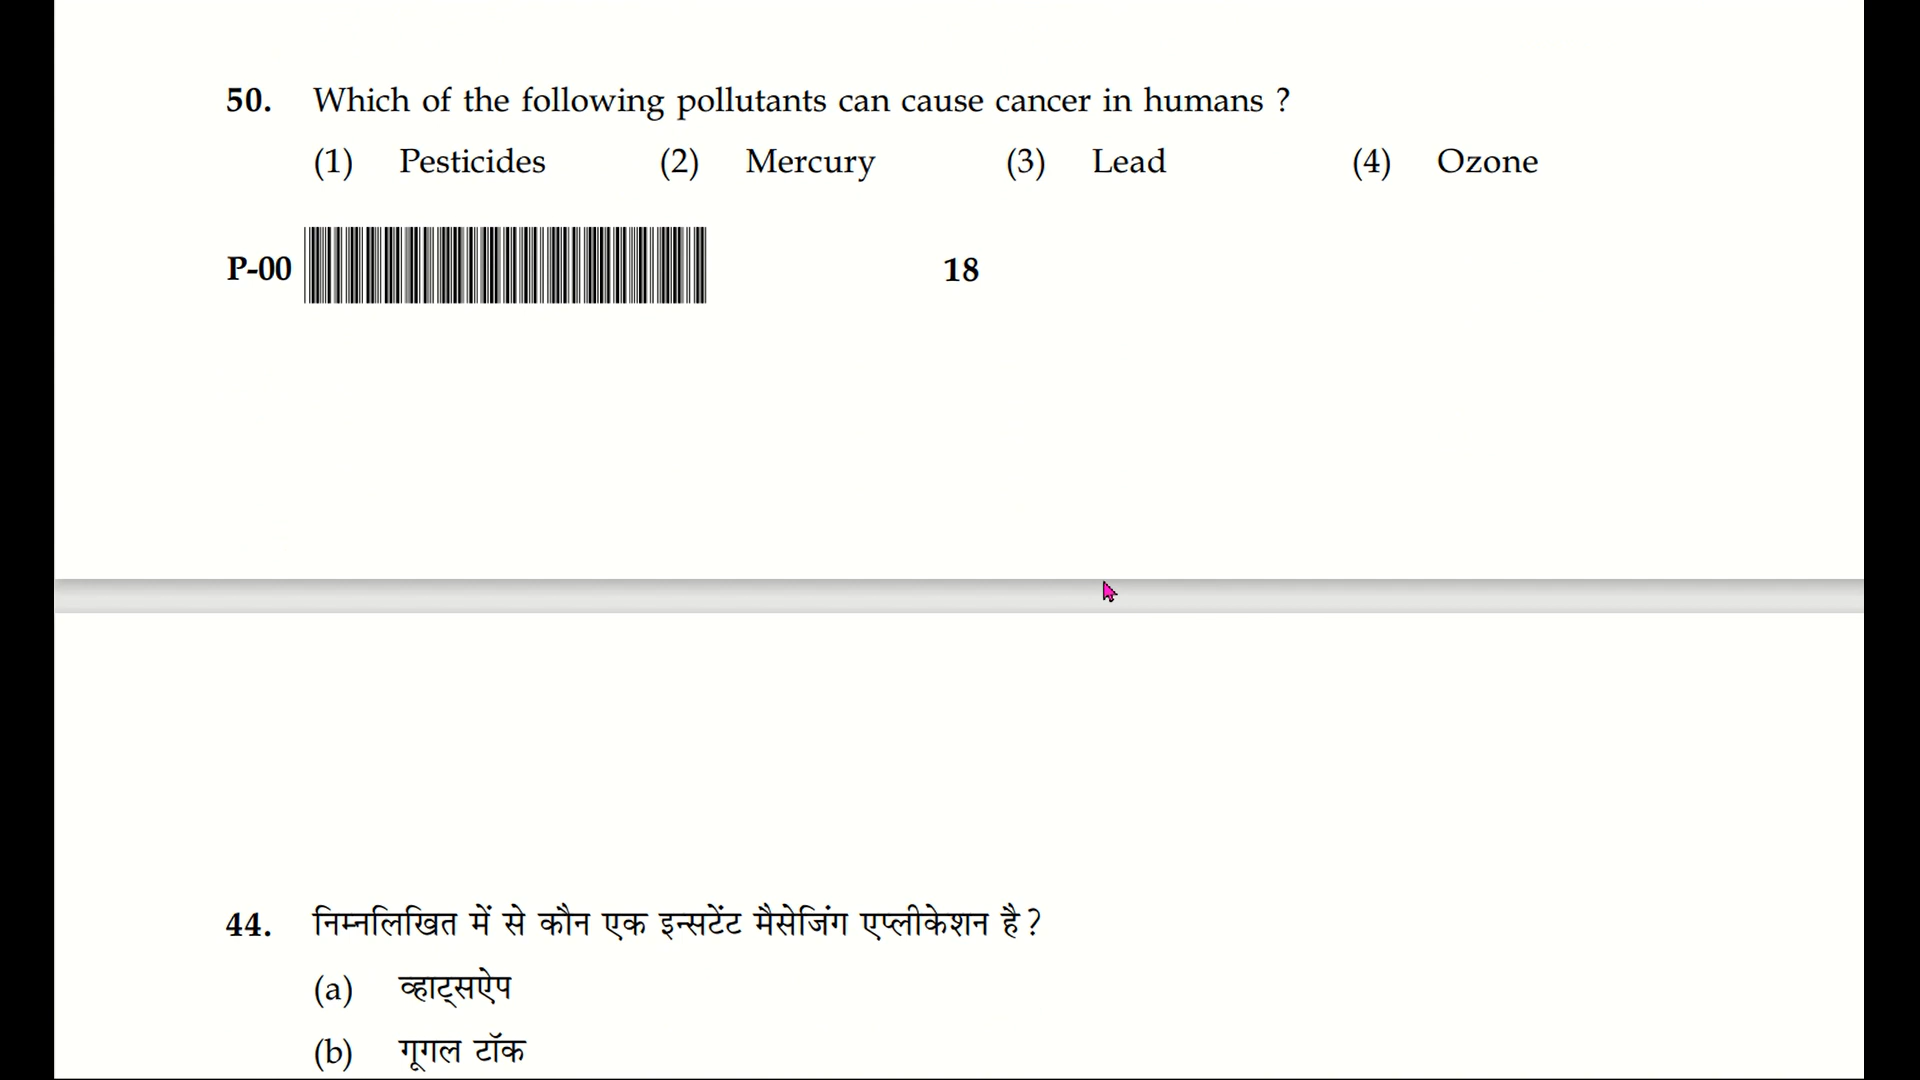 50. Which of the following pollutants can cause cancer in humans ?
(1) Pesticides (2) Mercury (3) Lead (4) Ozone
P-00 18
44. निम्नलिखित में से कौन एक इन्सटेंट मैसेजिंग एप्लीकेशन है?
(a) व्हाट्सऐप
(b) गूगल टॉक